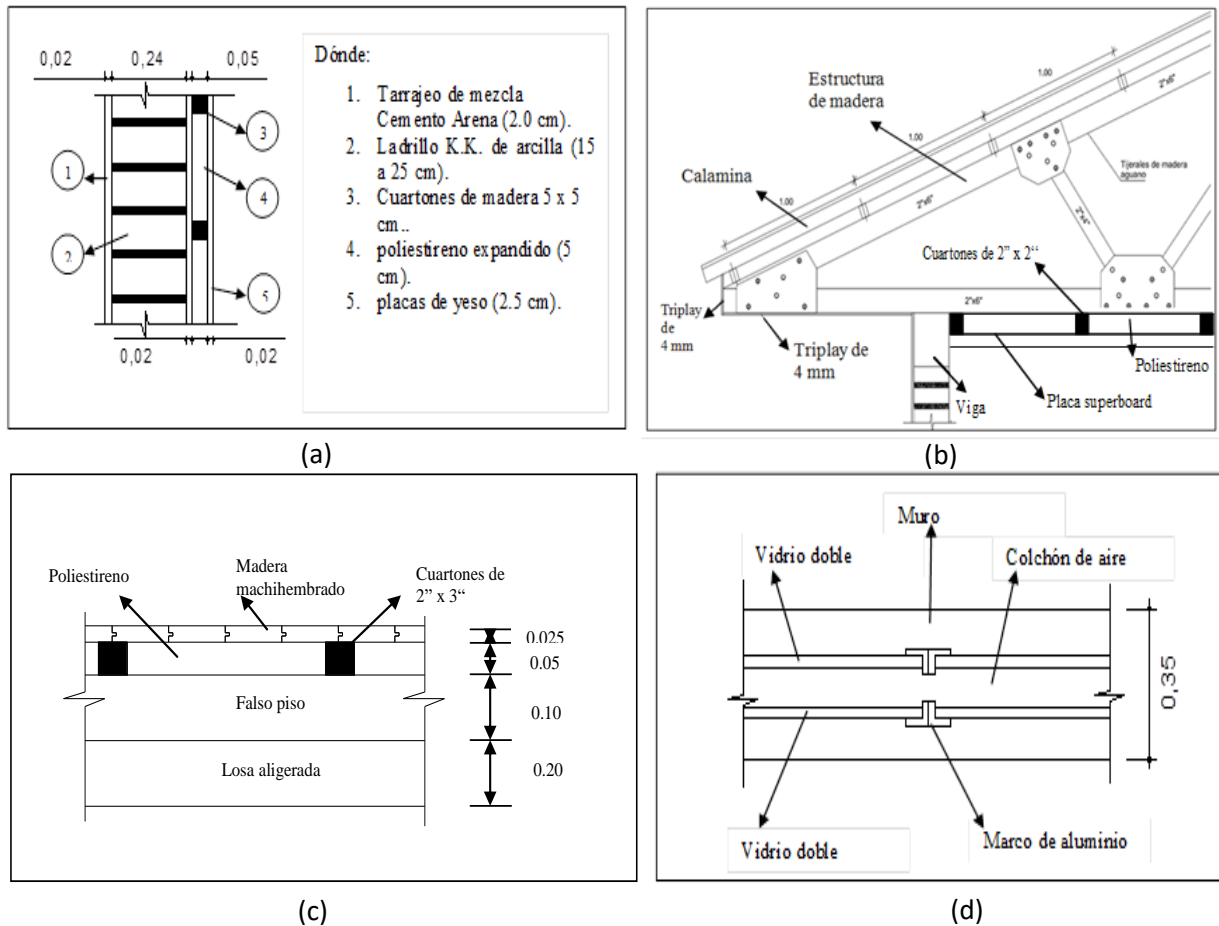 0,02
0,24
0,05
1
2
3
4
5
0,02
0,02
Dónde:
1. Tarrajeo de mezcla
Cemento Arena (2.0 cm).
2. Ladrillo K.K. de arcilla (15
a 25 cm).
3. Cuartones de madera 5 x 5
cm..
4. poliestireno expandido (5
cm).
5. placas de yeso (2.5 cm).
(a)
Estructura
de madera
Calamina
1.00
1.00
1.00
1.00
2"x6"
2"x6"
2"x4"
Tijerales de madera
aguano
Cuartones de 2” x 2“
2"x6"
Triplay
de
4 mm
Triplay de
4 mm
Viga
Placa superboard
Poliestireno
(b)
Poliestireno
Madera
machihembrado
Cuartones de
2” x 3“
0.025
0.05
Falso piso
0.10
Losa aligerada
0.20
(c)
Muro
Vidrio doble
Colchón de aire
0,35
Vidrio doble
Marco de aluminio
(d)